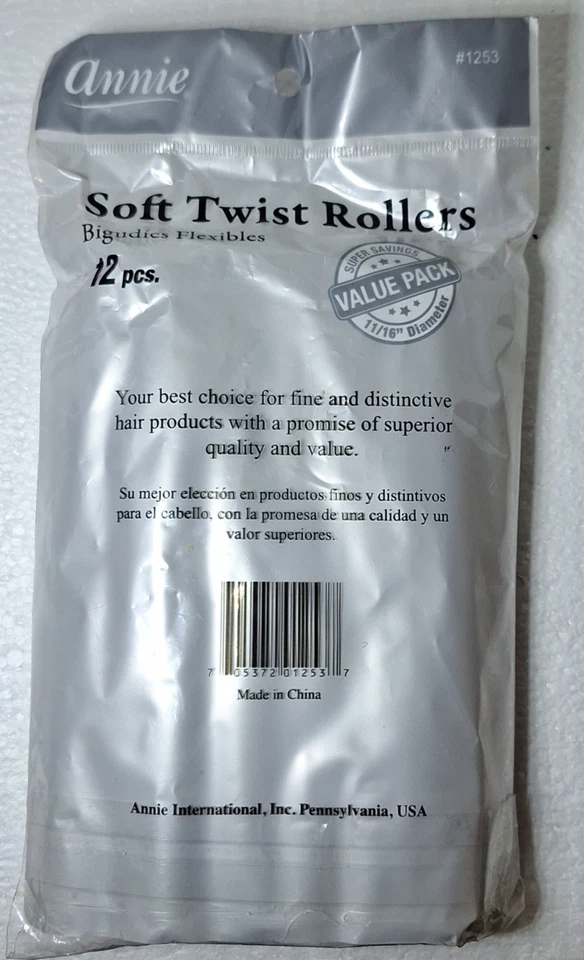 annie
#1253
Soft Twist Rollers
Bigudíes Flexibles
12 pcs.
SUPER SAVINGS
VALUE PACK
11/16" Diameter
Your best choice for fine and distinctive
hair products with a promise of superior
quality and value.
Su mejor elección en productos finos y distintivos
para el cabello, con la promesa de una calidad y un
valor superiores.
7 05372 01253 7
Made in China
Annie International, Inc. Pennsylvania, USA